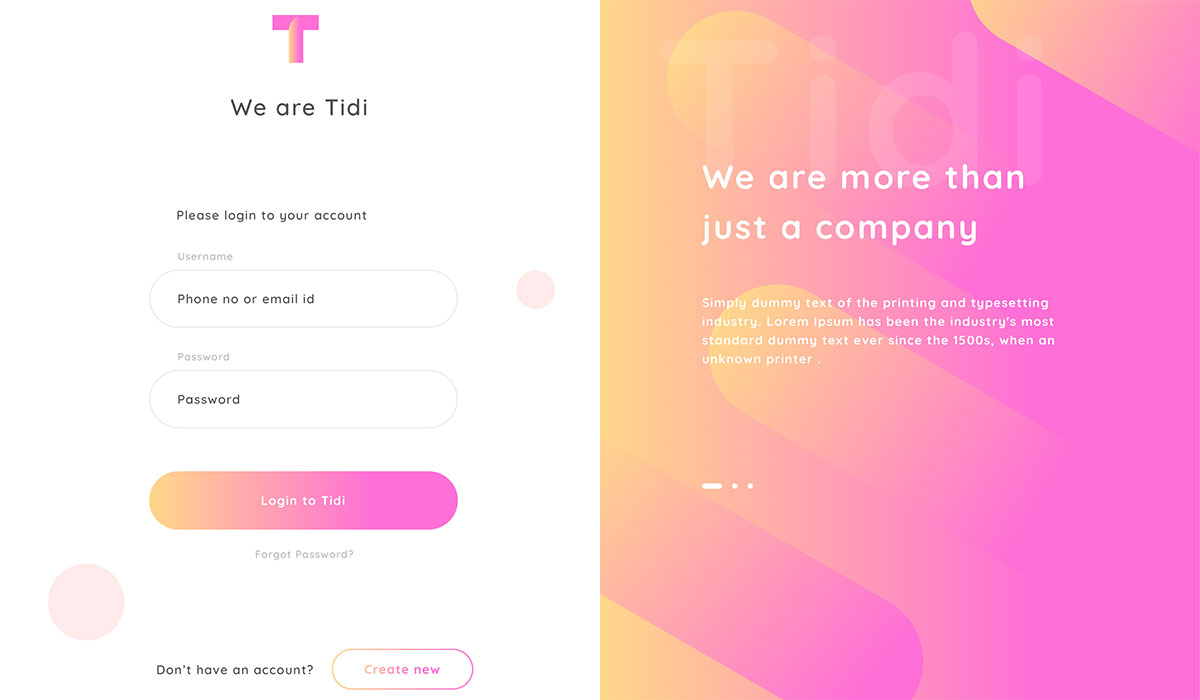 T
We are Tidi
Please login to your account
Username
Phone no or email id
Password
Password
Login to Tidi
Forgot Password?
Don't have an account?
Create new
Tidi
We are more than
just a company
Simply dummy text of the printing and typesetting
industry. Lorem Ipsum has been the industry's most
standard dummy text ever since the 1500s, when an
unknown printer .